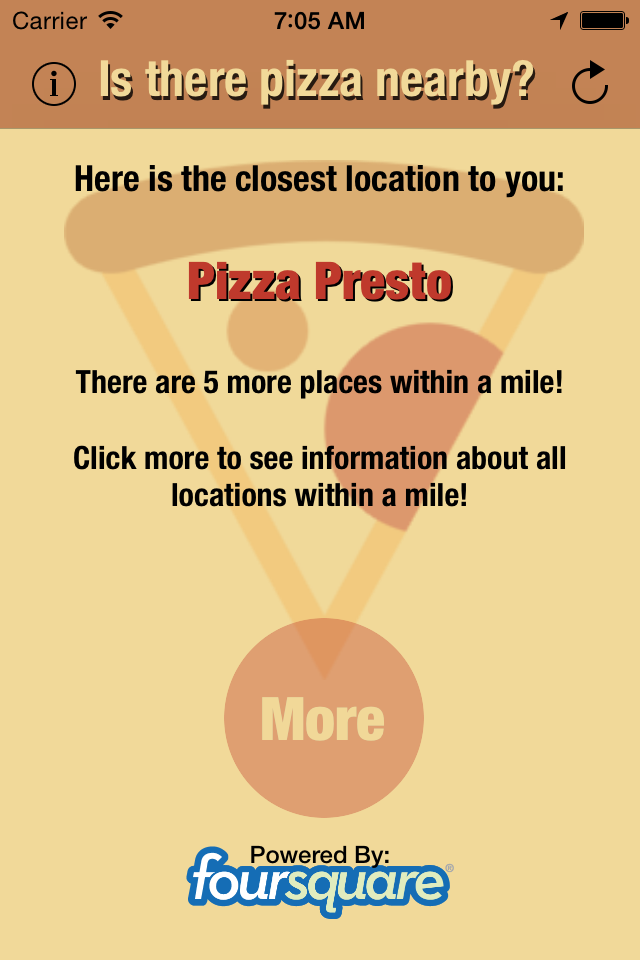 Carrier 7:05 AM
i Is there pizza nearby?
Here is the closest location to you:
Pizza Presto
There are 5 more places within a mile!
Click more to see information about all
locations within a mile!
More
Powered By:
foursquare®